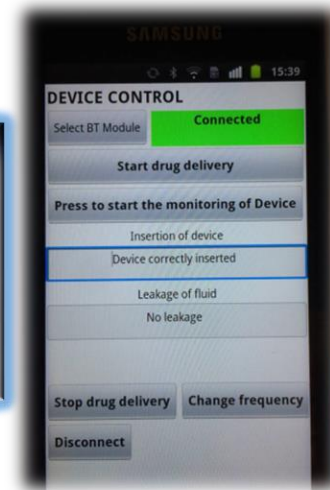 SAMSUNG
15:39
DEVICE CONTROL
Select BT Module
Connected
Start drug delivery
Press to start the monitoring of Device
Insertion of device
Device correctly inserted
Leakage of fluid
No leakage
Stop drug delivery
Change frequency
Disconnect